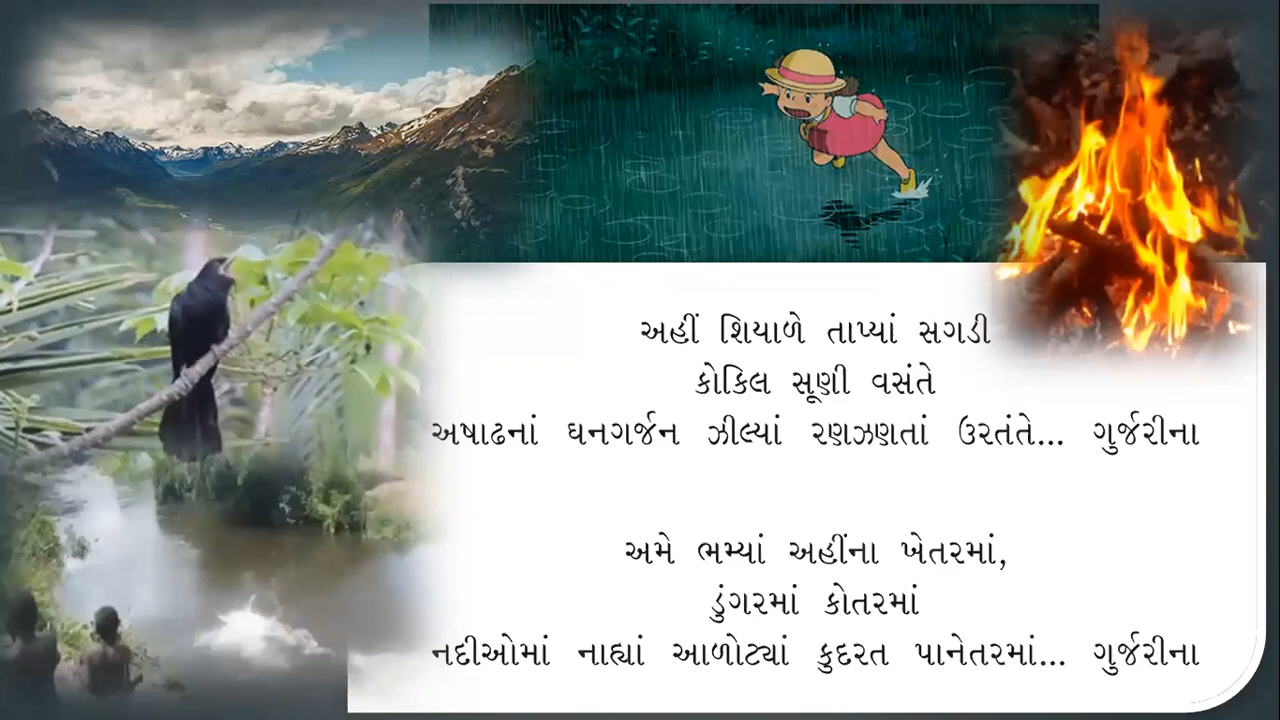 અહીં શિયાળે તાપ્યાં સગડી
કોકિલ સૂણી વસંતે
અષાઢનાં ઘનગર્જન ઝીલ્યાં રણઝણતાં ઉરતંતે... ગુર્જરીના
અમે ભમ્યાં અહીંના ખેતરમાં,
ડુંગરમાં કોતરમાં
નદીઓમાં નાહ્યાં આળોટ્યાં કુદરત પાનેતરમાં... ગુર્જરીના